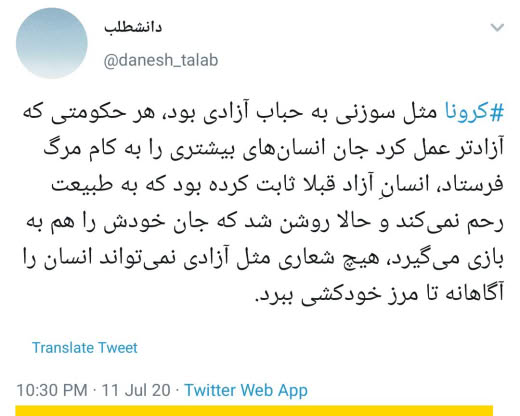 دانشطلب
@danesh_talab
#کرونا مثل سوزنی به حباب آزادی بود، هر حکومتی که
آزادتر عمل کرد جان انسان‌های بیشتری را به کام مرگ
فرستاد، انسانِ آزاد قبلا ثابت کرده بود که به طبیعت
رحم نمی‌کند و حالا روشن شد که جان خودش را هم به
بازی می‌گیرد، هیچ شعاری مثل آزادی نمی‌تواند انسان را
آگاهانه تا مرز خودکشی ببرد.
Translate Tweet
10:30 PM · 11 Jul 20 · Twitter Web App